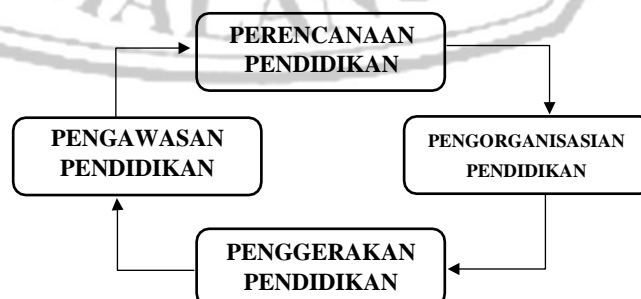 PERENCANAAN
PENDIDIKAN
PENGAWASAN
PENDIDIKAN
PENGORGANISASIAN
PENDIDIKAN
PENGGERAKAN
PENDIDIKAN